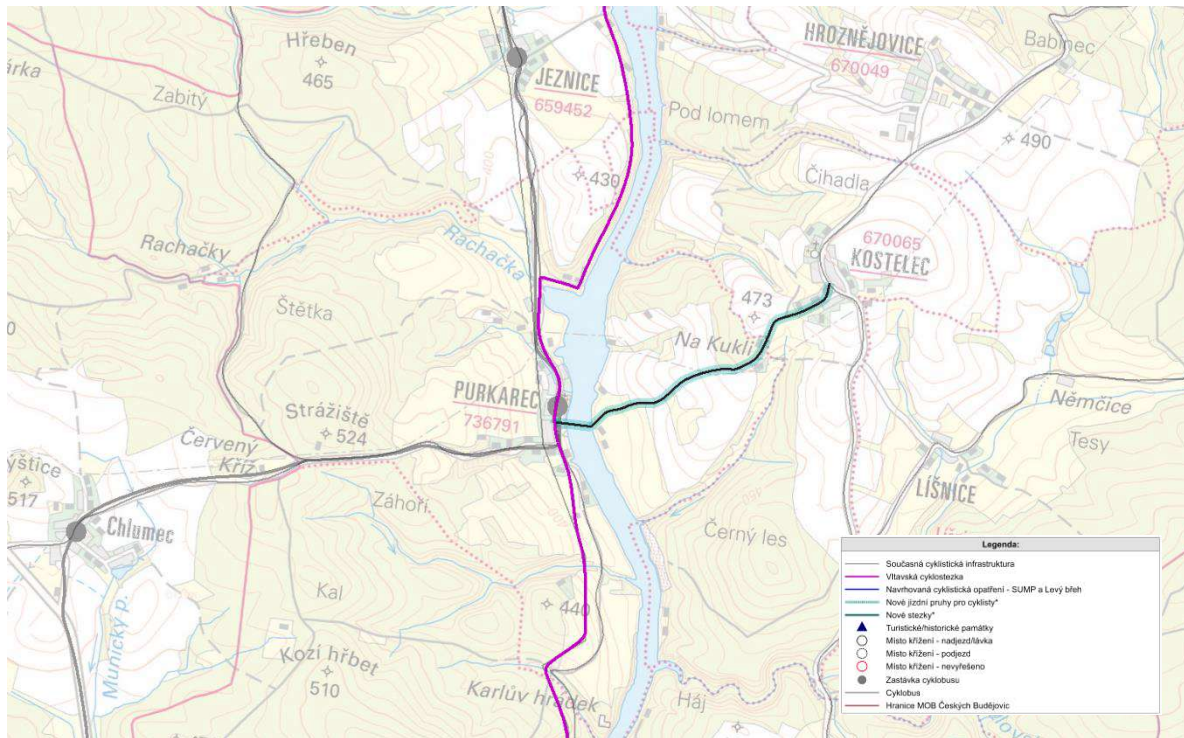 Hřeben
465
árka
Zabitý
JEZNICE
659452
HROZNĚJOVICE
670049
Babinec
Pod lomem
490
430
Čihadla
Rachačky
Rachačka
670065
KOSTELEC
Štětka
473
Na Kukli
PURKAREC
736791
Strážiště
524
Červený
Kříž
Němčice
Tesy
yštice
517
LÍŠNICE
Chlumec
Záhoří
Černý les
Kal
440
Munický p.
Kozí hřbet
510
Karlův hrádek
Háj
Legenda:
Současná cyklistická infrastruktura
Vltavská cyklostezka
Navrhovaná cyklistická opatření - SUMP a Levý břeh
Nové jízdní pruhy pro cyklisty*
Nové stezky*
Turistické/historické památky
Místo křížení - nadjezd/lávka
Místo křížení - podjezd
Místo křížení - nevyřešeno
Zastávka cyklobusu
Cyklobus
Hranice MOB Českých Budějovic